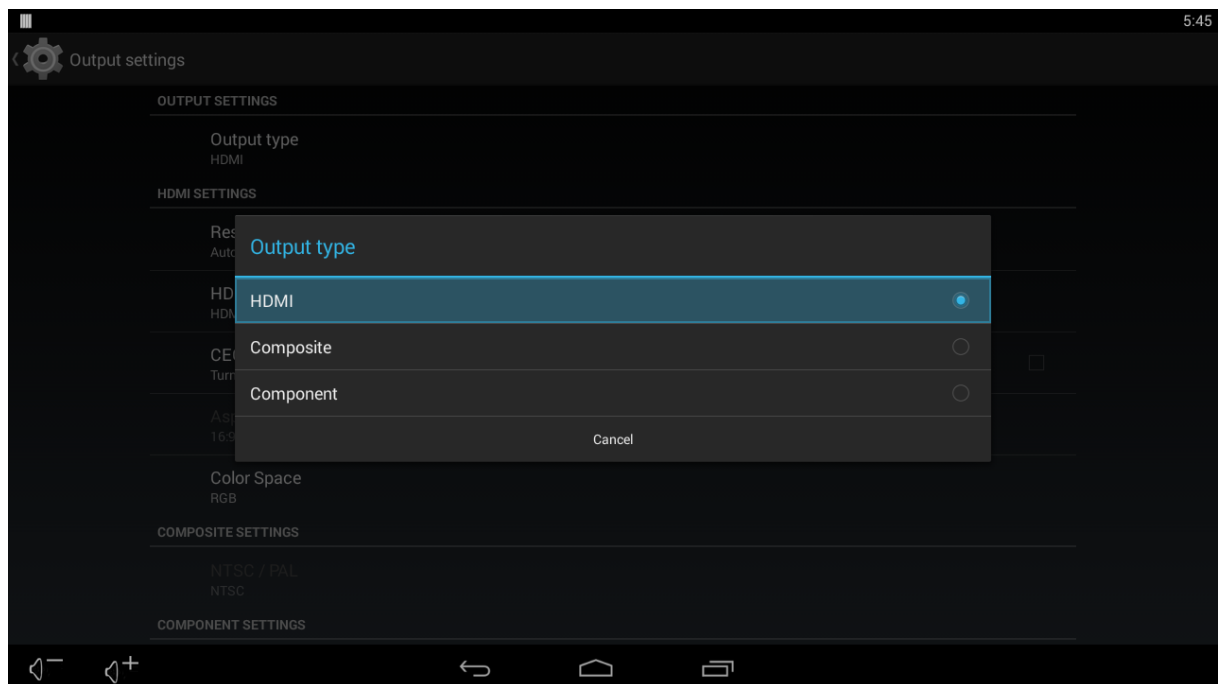 5:45
Output settings
OUTPUT SETTINGS
Output type
HDMI
HDMI SETTINGS
Output type
HDMI
Composite
Component
Cancel
Color Space
RGB
COMPOSITE SETTINGS
NTSC / PAL
NTSC
COMPONENT SETTINGS